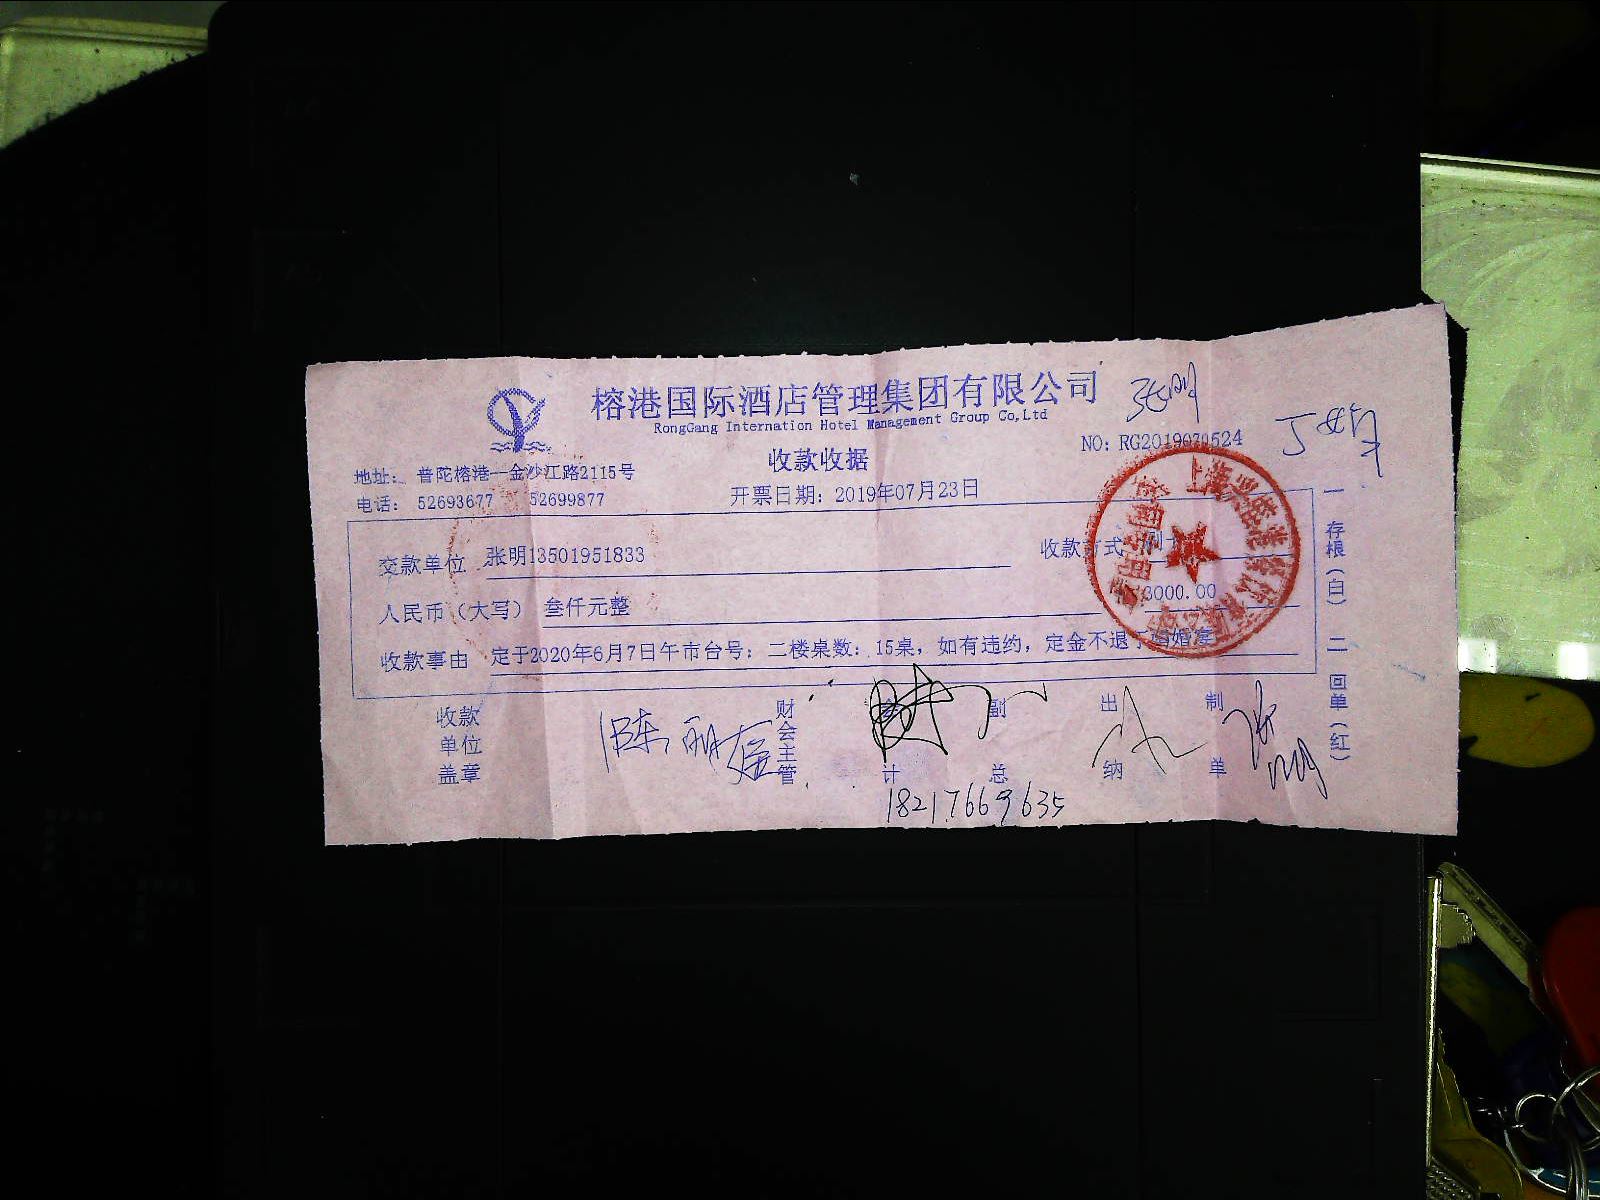 榕港国际酒店管理集团有限公司 张明
RongGang Internation Hotel Management Group Co,Ltd
收款收据
NO: RG2019070524
地址: 普陀榕港--金沙江路2115号
电话: 52693677 52699877
开票日期: 2019年07月23日
交款单位 张明13501951833
收款方式
人民币(大写) 叁仟元整
3000.00
收款事由 定于2020年6月7日午市台号: 二楼桌数: 15桌, 如有违约, 定金不退 婚宴
收款单位盖章
财会主管
会计
副总
出纳
制单 张明
18217669635
一存根(白) 二回单(红)